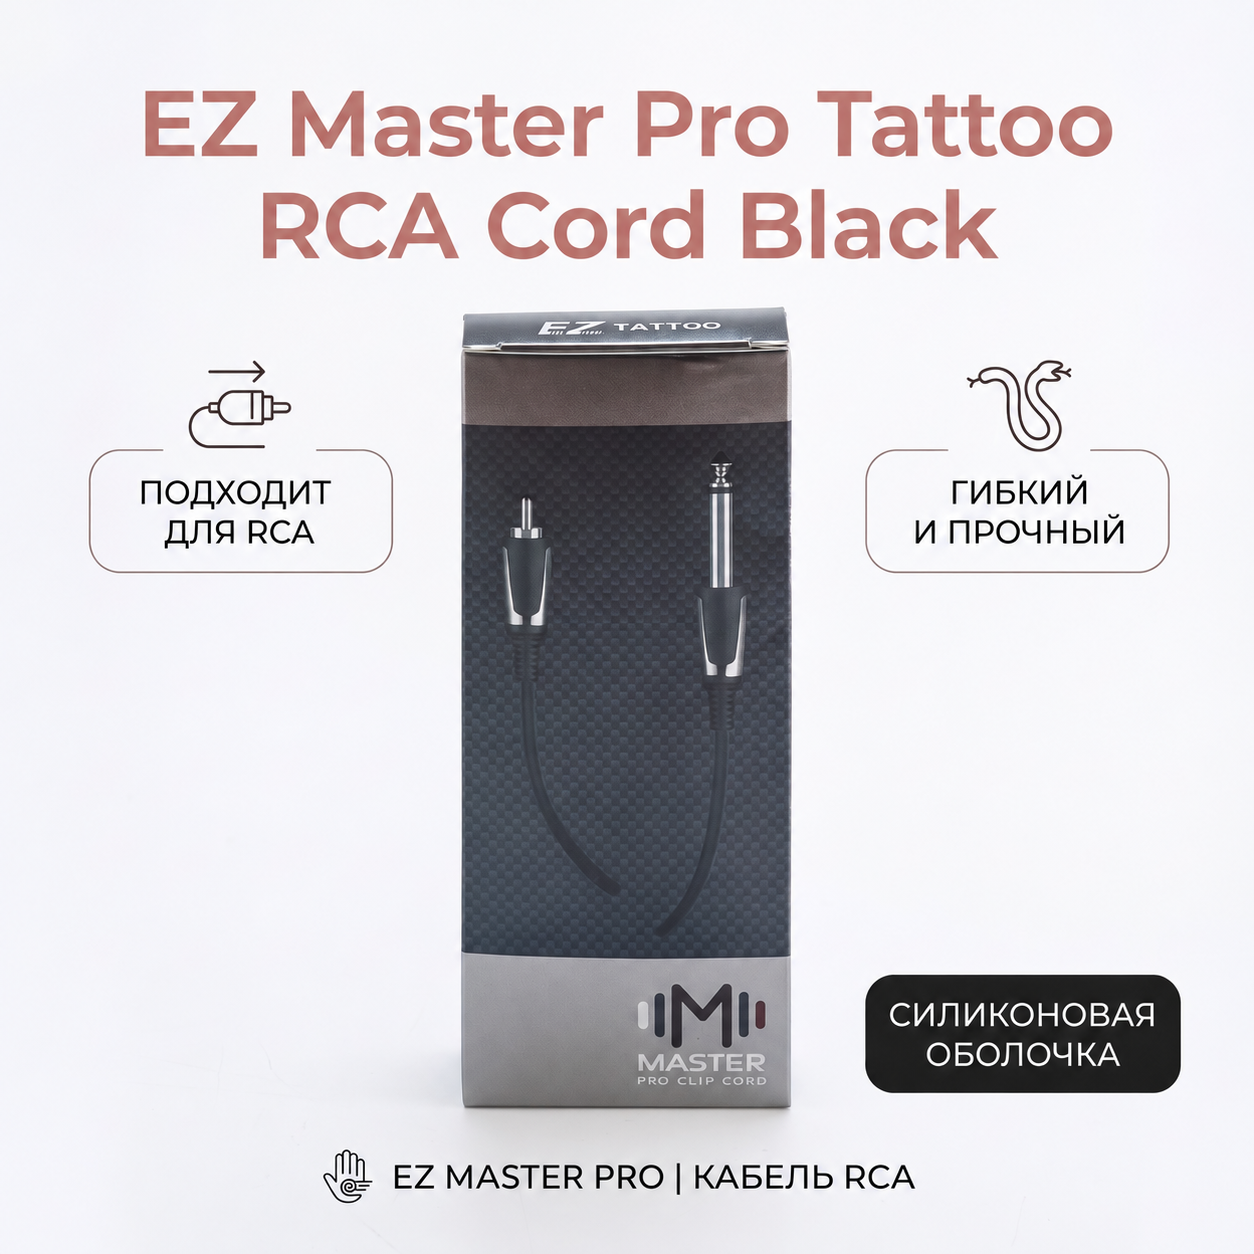 EZ Master Pro Tattoo
RCA Cord Black
EZ TATTOO
ПОДХОДИТ
ДЛЯ RCA
ГИБКИЙ
И ПРОЧНЫЙ
M
MASTER
PRO CLIP CORD
СИЛИКОНОВАЯ
ОБОЛОЧКА
EZ MASTER PRO | КАБЕЛЬ RCA